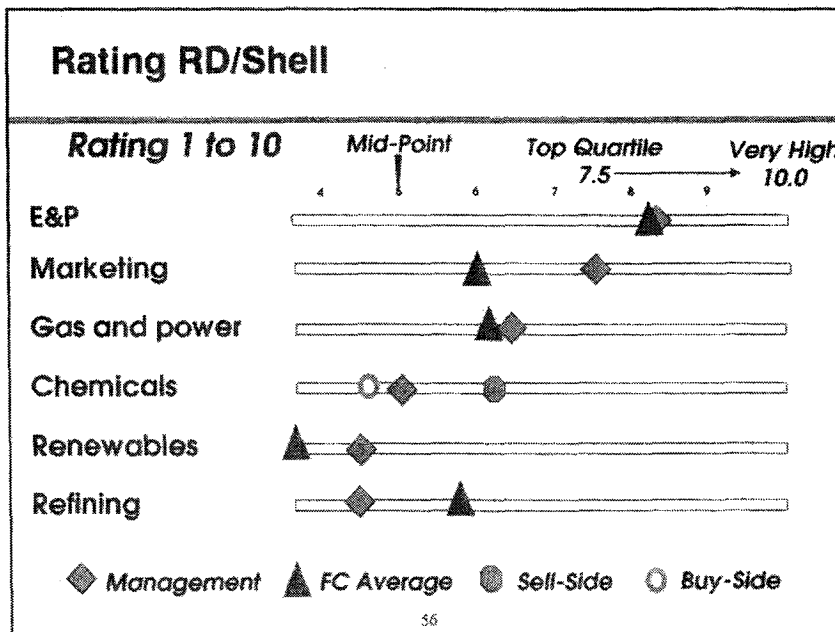 Rating RD/Shell
Rating 1 to 10
Mid-Point
Top Quartile
7.5
Very High
10.0
4 5 6 7 8 9
E&P
Marketing
Gas and power
Chemicals
Renewables
Refining
Management FC Average Sell-Side Buy-Side
56